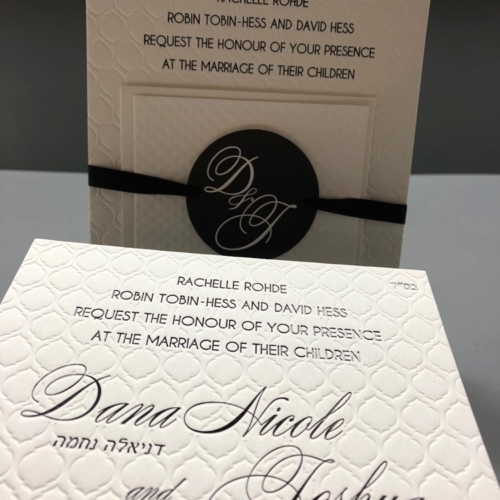 RACHELLE ROHDE
ROBIN TOBIN-HESS AND DAVID HESS
REQUEST THE HONOUR OF YOUR PRESENCE
AT THE MARRIAGE OF THEIR CHILDREN
D&J
בס"ד
RACHELLE ROHDE
ROBIN TOBIN-HESS AND DAVID HESS
REQUEST THE HONOUR OF YOUR PRESENCE
AT THE MARRIAGE OF THEIR CHILDREN
Dana Nicole
דניאלה נחמה
and